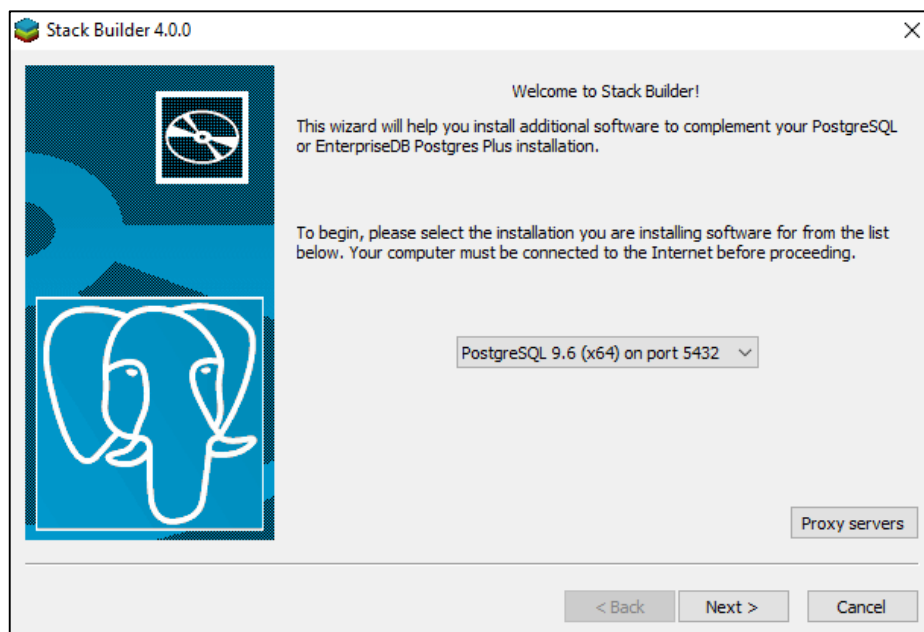 Stack Builder 4.0.0
Welcome to Stack Builder!
This wizard will help you install additional software to complement your PostgreSQL
or EnterpriseDB Postgres Plus installation.
To begin, please select the installation you are installing software for from the list
below. Your computer must be connected to the Internet before proceeding.
PostgreSQL 9.6 (x64) on port 5432
Proxy servers
< Back
Next >
Cancel